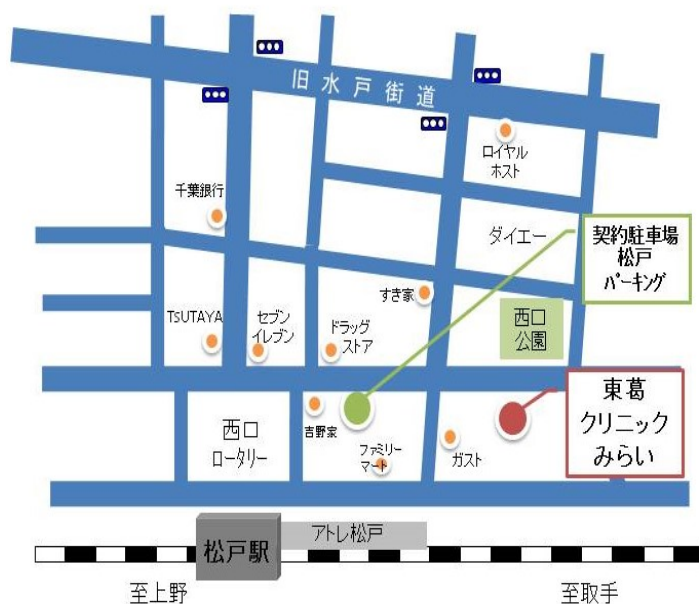 旧水戸街道
ロイヤル
ホスト
千葉銀行
ダイエー
契約駐車場
松戸
パーキング
すき家
TSUTAYA
セブン
イレブン
ドラッグ
ストア
西口
公園
東葛
クリニック
みらい
西口
ロータリー
吉野家
ファミリー
マート
ガスト
松戸駅
アトレ松戸
至上野
至取手